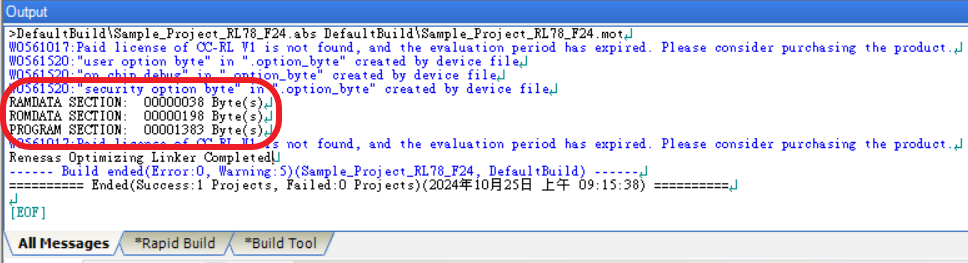 Output
>DefaultBuild\Sample_Project_RL78_F24.abs DefaultBuild\Sample_Project_RL78_F24.mot↵
W0561017:Paid license of CC-RL V1 is not found, and the evaluation period has expired. Please consider purchasing the product.↵
W0561520:"user option byte" in ".option_byte" created by device file↵
W0561520:"on chip debug" in ".option_byte" created by device file↵
W0561520:"security option byte" in ".option_byte" created by device file↵
RAMDATA SECTION:  00000038 Byte(s)↵
ROMDATA SECTION:  00000198 Byte(s)↵
PROGRAM SECTION:  00001383 Byte(s)↵
W0561017:Paid license of CC-RL V1 is not found, and the evaluation period has expired. Please consider purchasing the product.↵
Renesas Optimizing Linker Completed↵
------ Build ended(Error:0, Warning:5)(Sample_Project_RL78_F24, DefaultBuild) ------↵
========== Ended(Success:1 Projects, Failed:0 Projects)(2024年10月25日 上午 09:15:38) ==========↵
↵
[EOF]
All Messages *Rapid Build *Build Tool